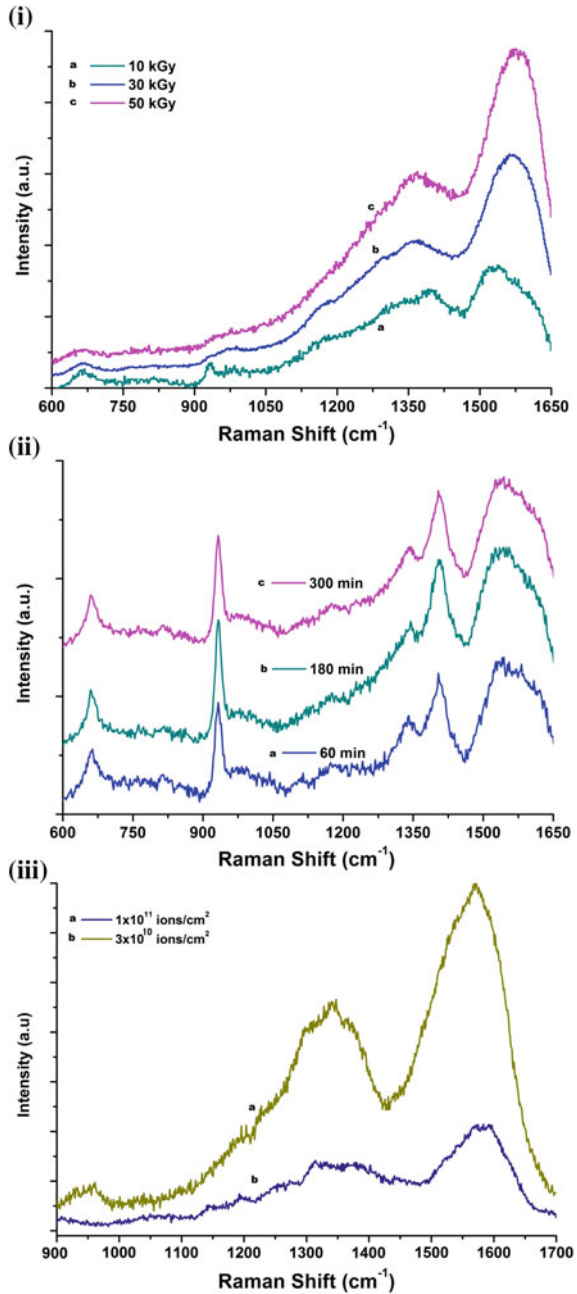 (i)
a 10 kGy
b 30 kGy
c 50 kGy
c
b
a
Intensity (a.u.)
600 750 900 1050 1200 1350 1500 1650
Raman Shift (cm⁻¹)
(ii)
c 300 min
b 180 min
a 60 min
Intensity (a.u.)
600 750 900 1050 1200 1350 1500 1650
Raman Shift (cm⁻¹)
(iii)
a 1x10¹¹ ions/cm²
b 3x10¹⁰ ions/cm²
a
b
Intensity (a.u)
900 1000 1100 1200 1300 1400 1500 1600 1700
Raman Shift (cm⁻¹)